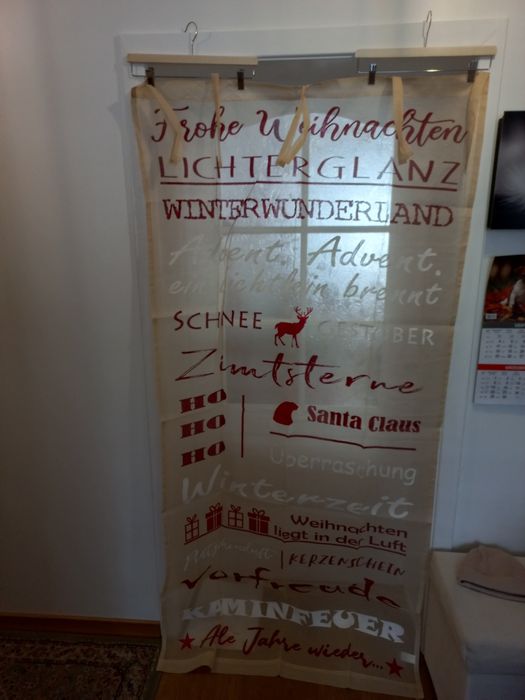 Frohe Weihnachten
LICHTERGLANZ
WINTERWUNDERLAND
Advent, Advent,
ein Lichtlein brennt
SCHNEE GESTÖBER
Zimtsterne
HO
HO
HO
Santa Claus
Überraschung
Winterzeit
Weihnachten
liegt in der Luft
KERZENSCHEIN
Vorfreude
KAMINFEUER
Alle Jahre wieder...